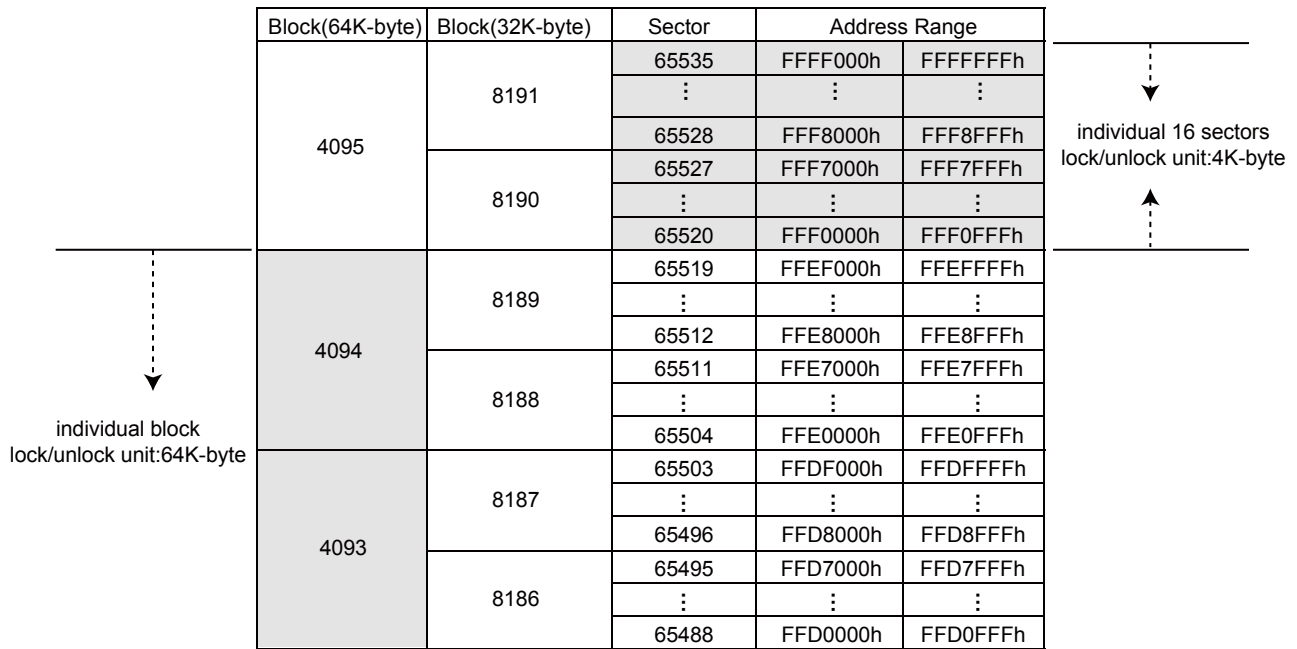 Block(64K-byte) Block(32K-byte) Sector Address Range
65535 FFFF000h FFFFFFFh
8191
⋮ ⋮ ⋮
65528 FFF8000h FFF8FFFh
4095
individual 16 sectors
lock/unlock unit:4K-byte
65527 FFF7000h FFF7FFFh
8190
⋮ ⋮ ⋮
65520 FFF0000h FFF0FFFh
65519 FFEF000h FFEFFFFh
8189
⋮ ⋮ ⋮
65512 FFE8000h FFE8FFFh
4094
65511 FFE7000h FFE7FFFh
8188
⋮ ⋮ ⋮
65504 FFE0000h FFE0FFFh
individual block
lock/unlock unit:64K-byte
65503 FFDF000h FFDFFFFh
8187
⋮ ⋮ ⋮
65496 FFD8000h FFD8FFFh
4093
65495 FFD7000h FFD7FFFh
8186
⋮ ⋮ ⋮
65488 FFD0000h FFD0FFFh